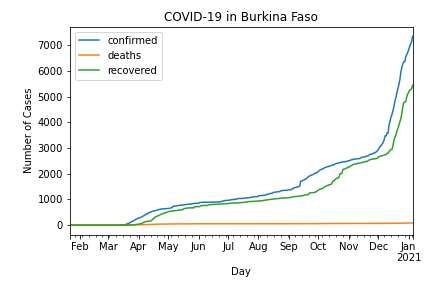 COVID-19 in Burkina Faso
confirmed
deaths
recovered
Number of Cases
7000
6000
5000
4000
3000
2000
1000
0
Feb Mar Apr May Jun Jul Aug Sep Oct Nov Dec Jan
2021
Day